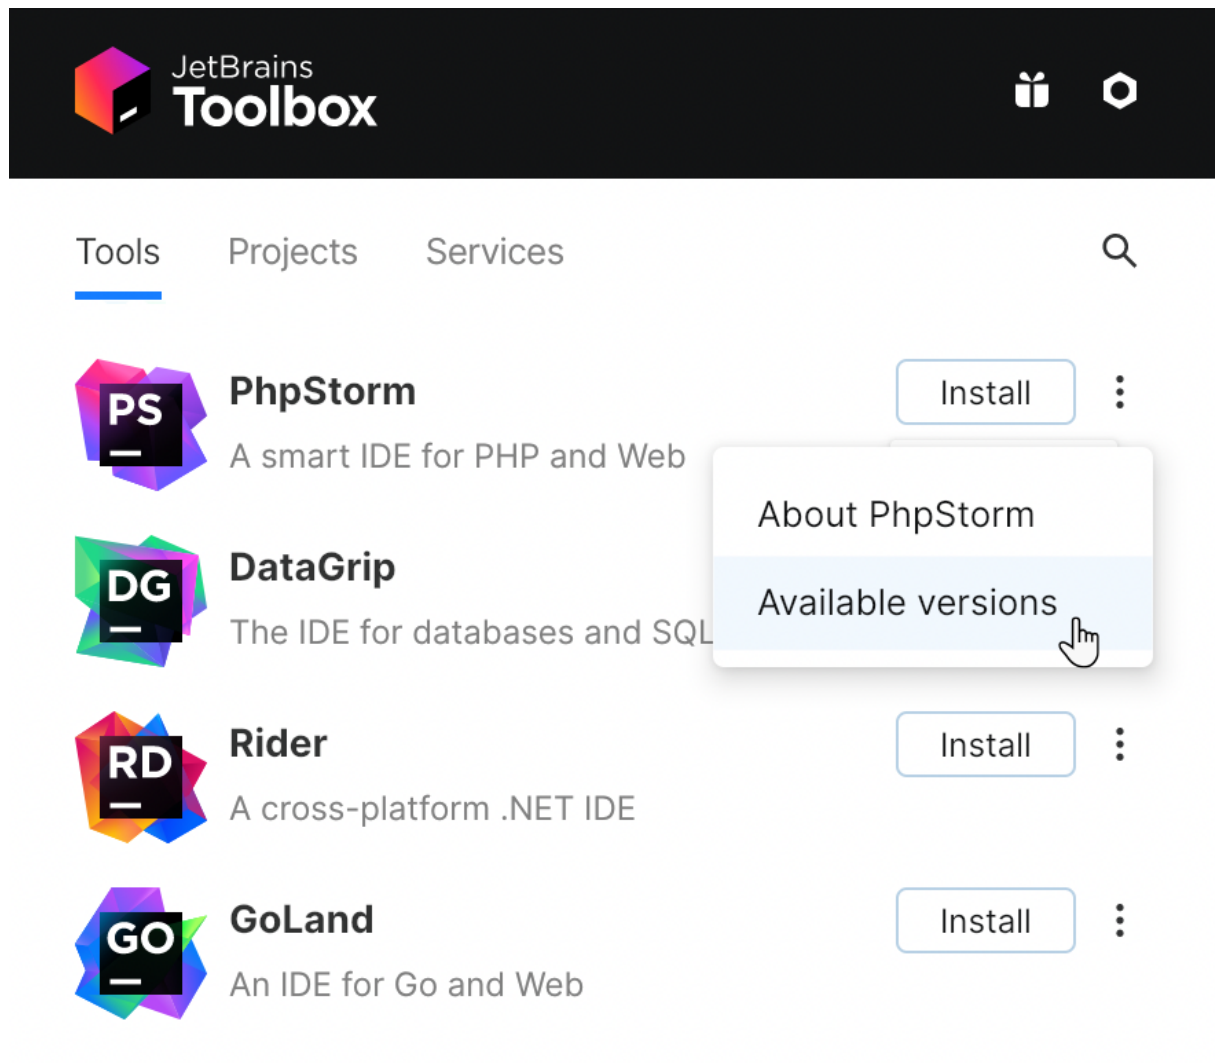 JetBrains
Toolbox
Tools Projects Services
PS
PhpStorm
Install
A smart IDE for PHP and Web
About PhpStorm
Available versions
DG
DataGrip
The IDE for databases and SQL
RD
Rider
Install
A cross-platform .NET IDE
GO
GoLand
Install
An IDE for Go and Web